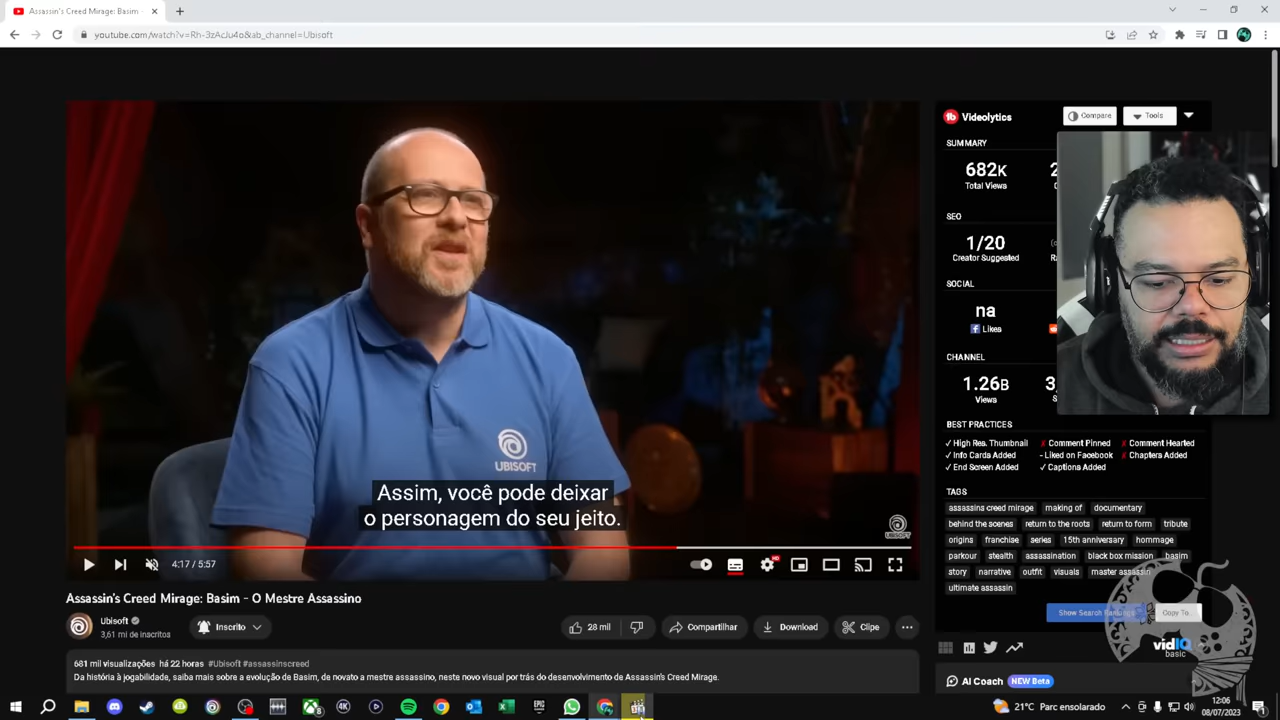 Assassin's Creed Mirage: Basim -
youtube.com/watch?v=Rh-3zAcJu4o&ab_channel=Ubisoft
UBISOFT
Assim, você pode deixar
o personagem do seu jeito.
UBISOFT
4:17 / 5:57
HD
Assassin's Creed Mirage: Basim - O Mestre Assassino
Ubisoft
3,61 mi de inscritos
Inscrito
28 mil
Compartilhar
Download
Clipe
681 mil visualizações há 22 horas #Ubisoft #assassinscreed
Da história à jogabilidade, saiba mais sobre a evolução de Basim, de novato a mestre assassino, neste novo visual por trás do desenvolvimento de Assassin's Creed Mirage.
Videolytics
Compare
Tools
SUMMARY
682K
Total Views
SEO
1/20
Creator Suggested
SOCIAL
na
Likes
CHANNEL
1.26B
Views
BEST PRACTICES
✓ High Res. Thumbnail ✗ Comment Pinned ✗ Comment Hearted
✓ Info Cards Added - Liked on Facebook ✗ Chapters Added
✓ End Screen Added ✓ Captions Added
TAGS
assassins creed mirage making of documentary
behind the scenes return to the roots return to form tribute
origins franchise series 15th anniversary hommage
parkour stealth assassination black box mission basim
story narrative outfit visuals master assassin
ultimate assassin
Show Search Rankings
Copy To
vidIQ
basic
AI Coach NEW Beta
4K
EPIC
21°C Parc ensolarado
12:06
08/07/2023